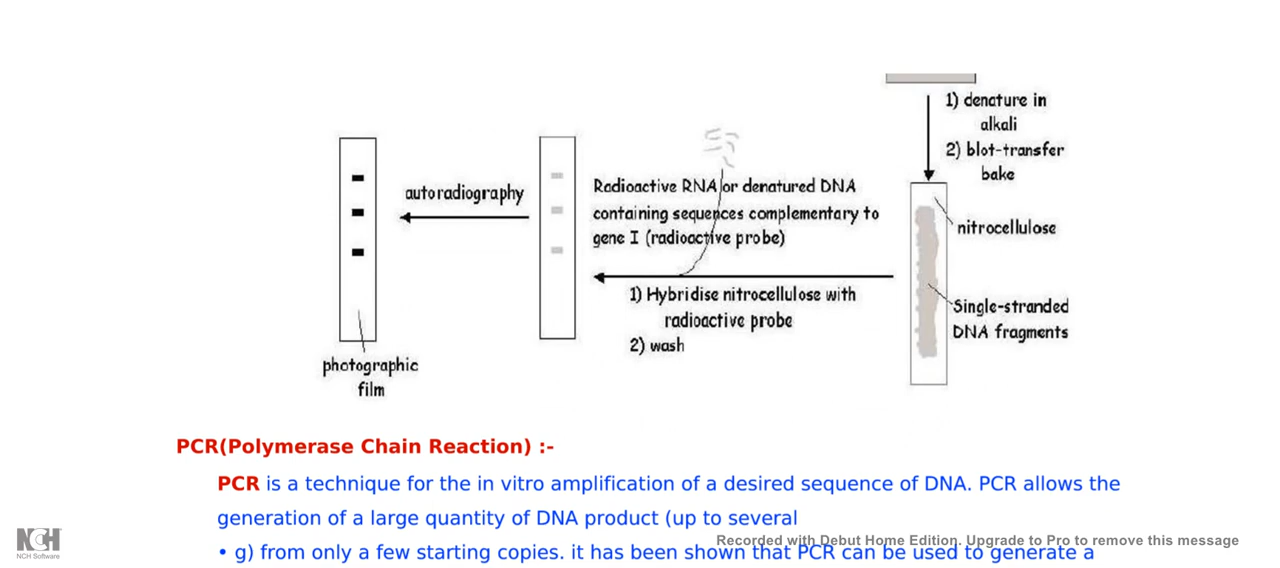 1) denature in
alkali
2) blot-transfer
bake
nitrocellulose
Single-stranded
DNA fragments
Radioactive RNA or denatured DNA
containing sequences complementary to
gene I (radioactive probe)
1) Hybridise nitrocellulose with
radioactive probe
2) wash
autoradiography
photographic
film
PCR(Polymerase Chain Reaction) :-
PCR is a technique for the in vitro amplification of a desired sequence of DNA. PCR allows the
generation of a large quantity of DNA product (up to several
• g) from only a few starting copies. it has been shown that PCR can be used to generate a
Recorded with Debut Home Edition. Upgrade to Pro to remove this message
NCH
NCH Software